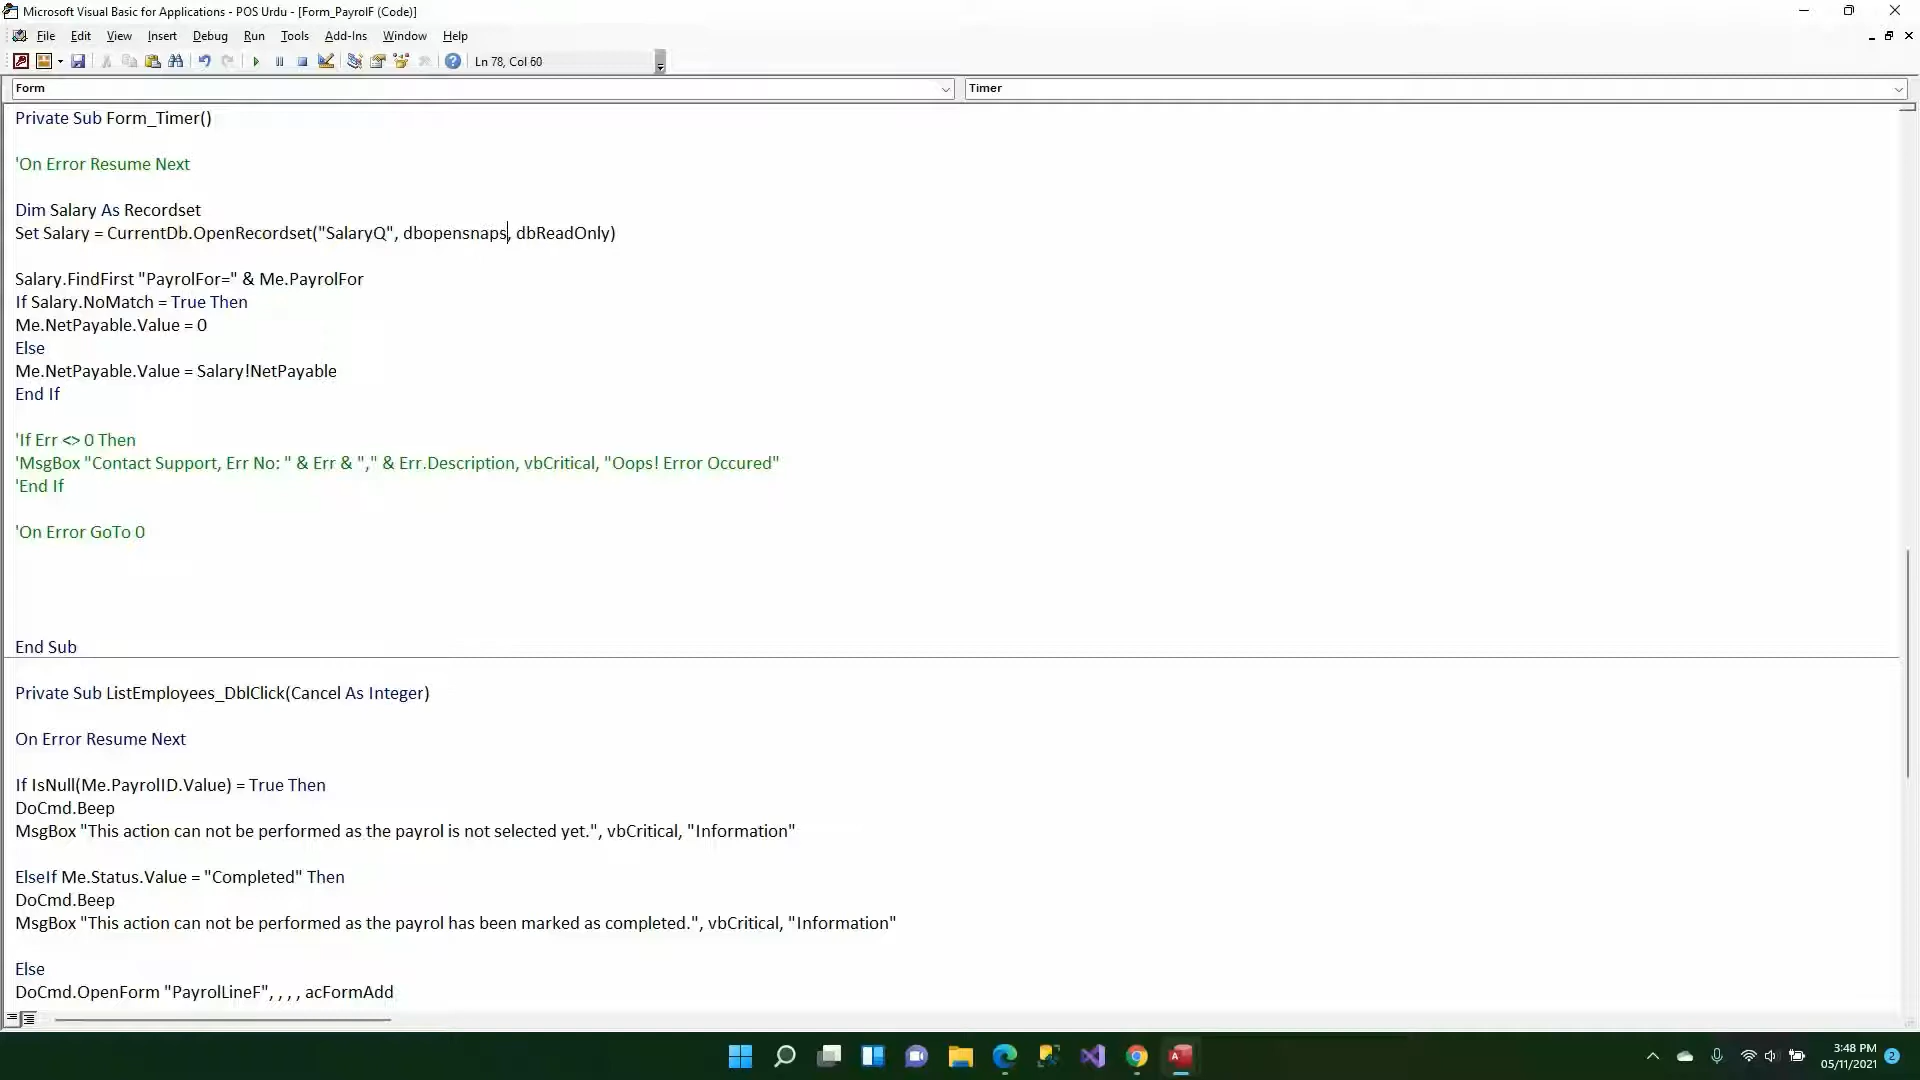 Microsoft Visual Basic for Applications - POS Urdu - [Form_PayrolF (Code)]
File Edit View Insert Debug Run Tools Add-Ins Window Help
Ln 78, Col 60
Form Timer
Private Sub Form_Timer()
'On Error Resume Next
Dim Salary As Recordset
Set Salary = CurrentDb.OpenRecordset("SalaryQ", dbopensnaps, dbReadOnly)
Salary.FindFirst "PayrolFor=" & Me.PayrolFor
If Salary.NoMatch = True Then
Me.NetPayable.Value = 0
Else
Me.NetPayable.Value = Salary!NetPayable
End If
'If Err <> 0 Then
'MsgBox "Contact Support, Err No: " & Err & "," & Err.Description, vbCritical, "Oops! Error Occured"
'End If
'On Error GoTo 0
End Sub
Private Sub ListEmployees_DblClick(Cancel As Integer)
On Error Resume Next
If IsNull(Me.PayrolID.Value) = True Then
DoCmd.Beep
MsgBox "This action can not be performed as the payrol is not selected yet.", vbCritical, "Information"
ElseIf Me.Status.Value = "Completed" Then
DoCmd.Beep
MsgBox "This action can not be performed as the payrol has been marked as completed.", vbCritical, "Information"
Else
DoCmd.OpenForm "PayrolLineF", , , , acFormAdd
3:48 PM
05/11/2021
2